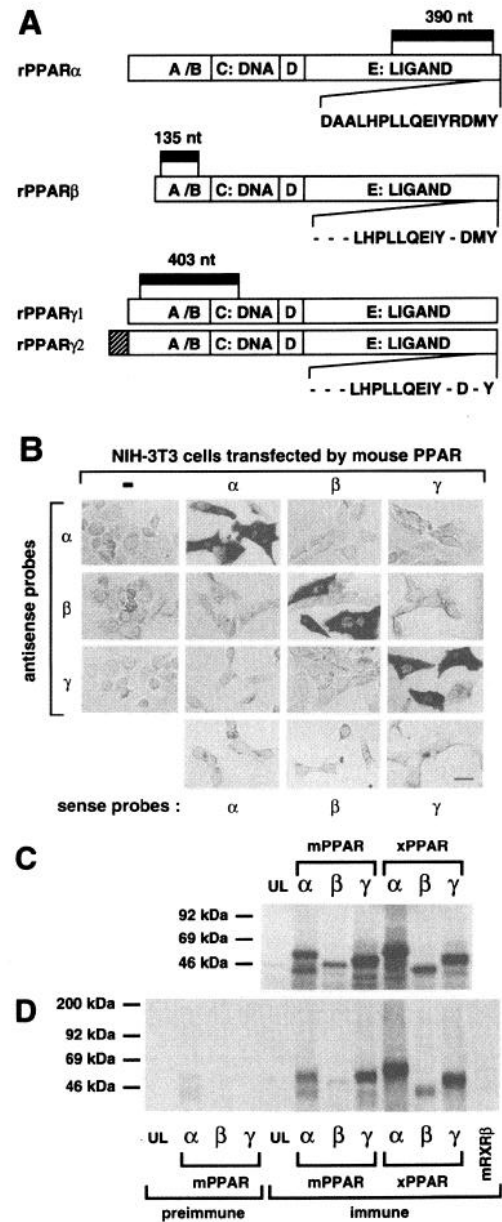 A
390 nt
rPPARα
A /B C: DNA D E: LIGAND
DAALHPLLQEIYRDMY
135 nt
rPPARβ
A /B C: DNA D E: LIGAND
- - - LHPLLQEIY - DMY
403 nt
rPPARγ1
A /B C: DNA D E: LIGAND
rPPARγ2
A /B C: DNA D E: LIGAND
- - - LHPLLQEIY - D - Y
B
NIH-3T3 cells transfected by mouse PPAR
- α β γ
antisense probes
α
β
γ
sense probes : α β γ
C
mPPAR xPPAR
UL α β γ α β γ
92 kDa
69 kDa
46 kDa
D
200 kDa
92 kDa
69 kDa
46 kDa
UL α β γ UL α β γ α β γ mRXRβ
mPPAR mPPAR xPPAR
preimmune immune